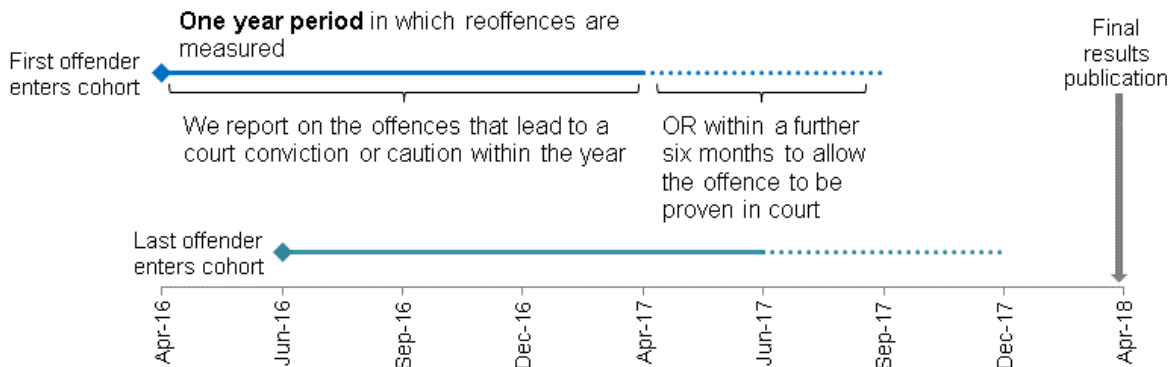 One year period in which reoffences are
measured
First offender
enters cohort
Final
results
publication
We report on the offences that lead to a
court conviction or caution within the year
OR within a further
six months to allow
the offence to be
proven in court
Last offender
enters cohort
Apr-16
Jun-16
Sep-16
Dec-16
Apr-17
Jun-17
Sep-17
Dec-17
Apr-18